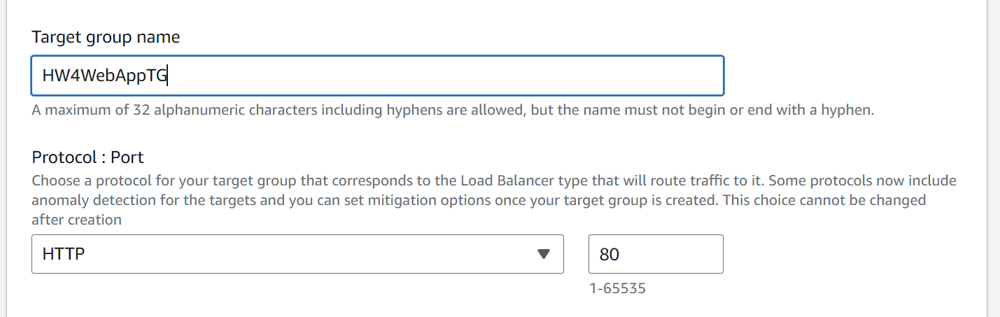 Target group name
HW4WebAppTG
A maximum of 32 alphanumeric characters including hyphens are allowed, but the name must not begin or end with a hyphen.
Protocol : Port
Choose a protocol for your target group that corresponds to the Load Balancer type that will route traffic to it. Some protocols now include
anomaly detection for the targets and you can set mitigation options once your target group is created. This choice cannot be changed
after creation
HTTP
80
1-65535